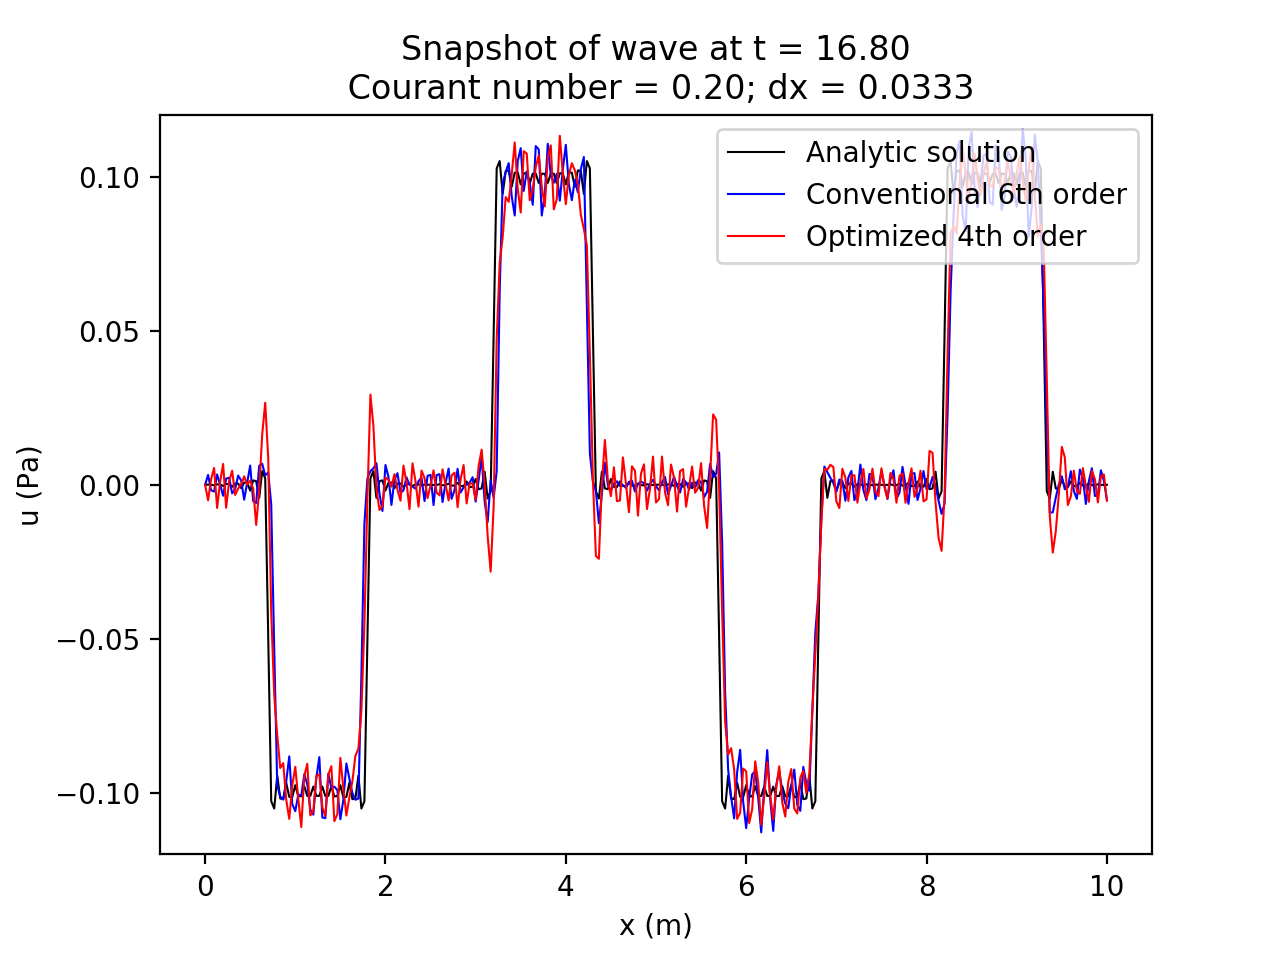 Snapshot of wave at t = 16.80
Courant number = 0.20; dx = 0.0333
Analytic solution
Conventional 6th order
Optimized 4th order
0.10
0.05
0.00
−0.05
−0.10
u (Pa)
0 2 4 6 8 10
x (m)